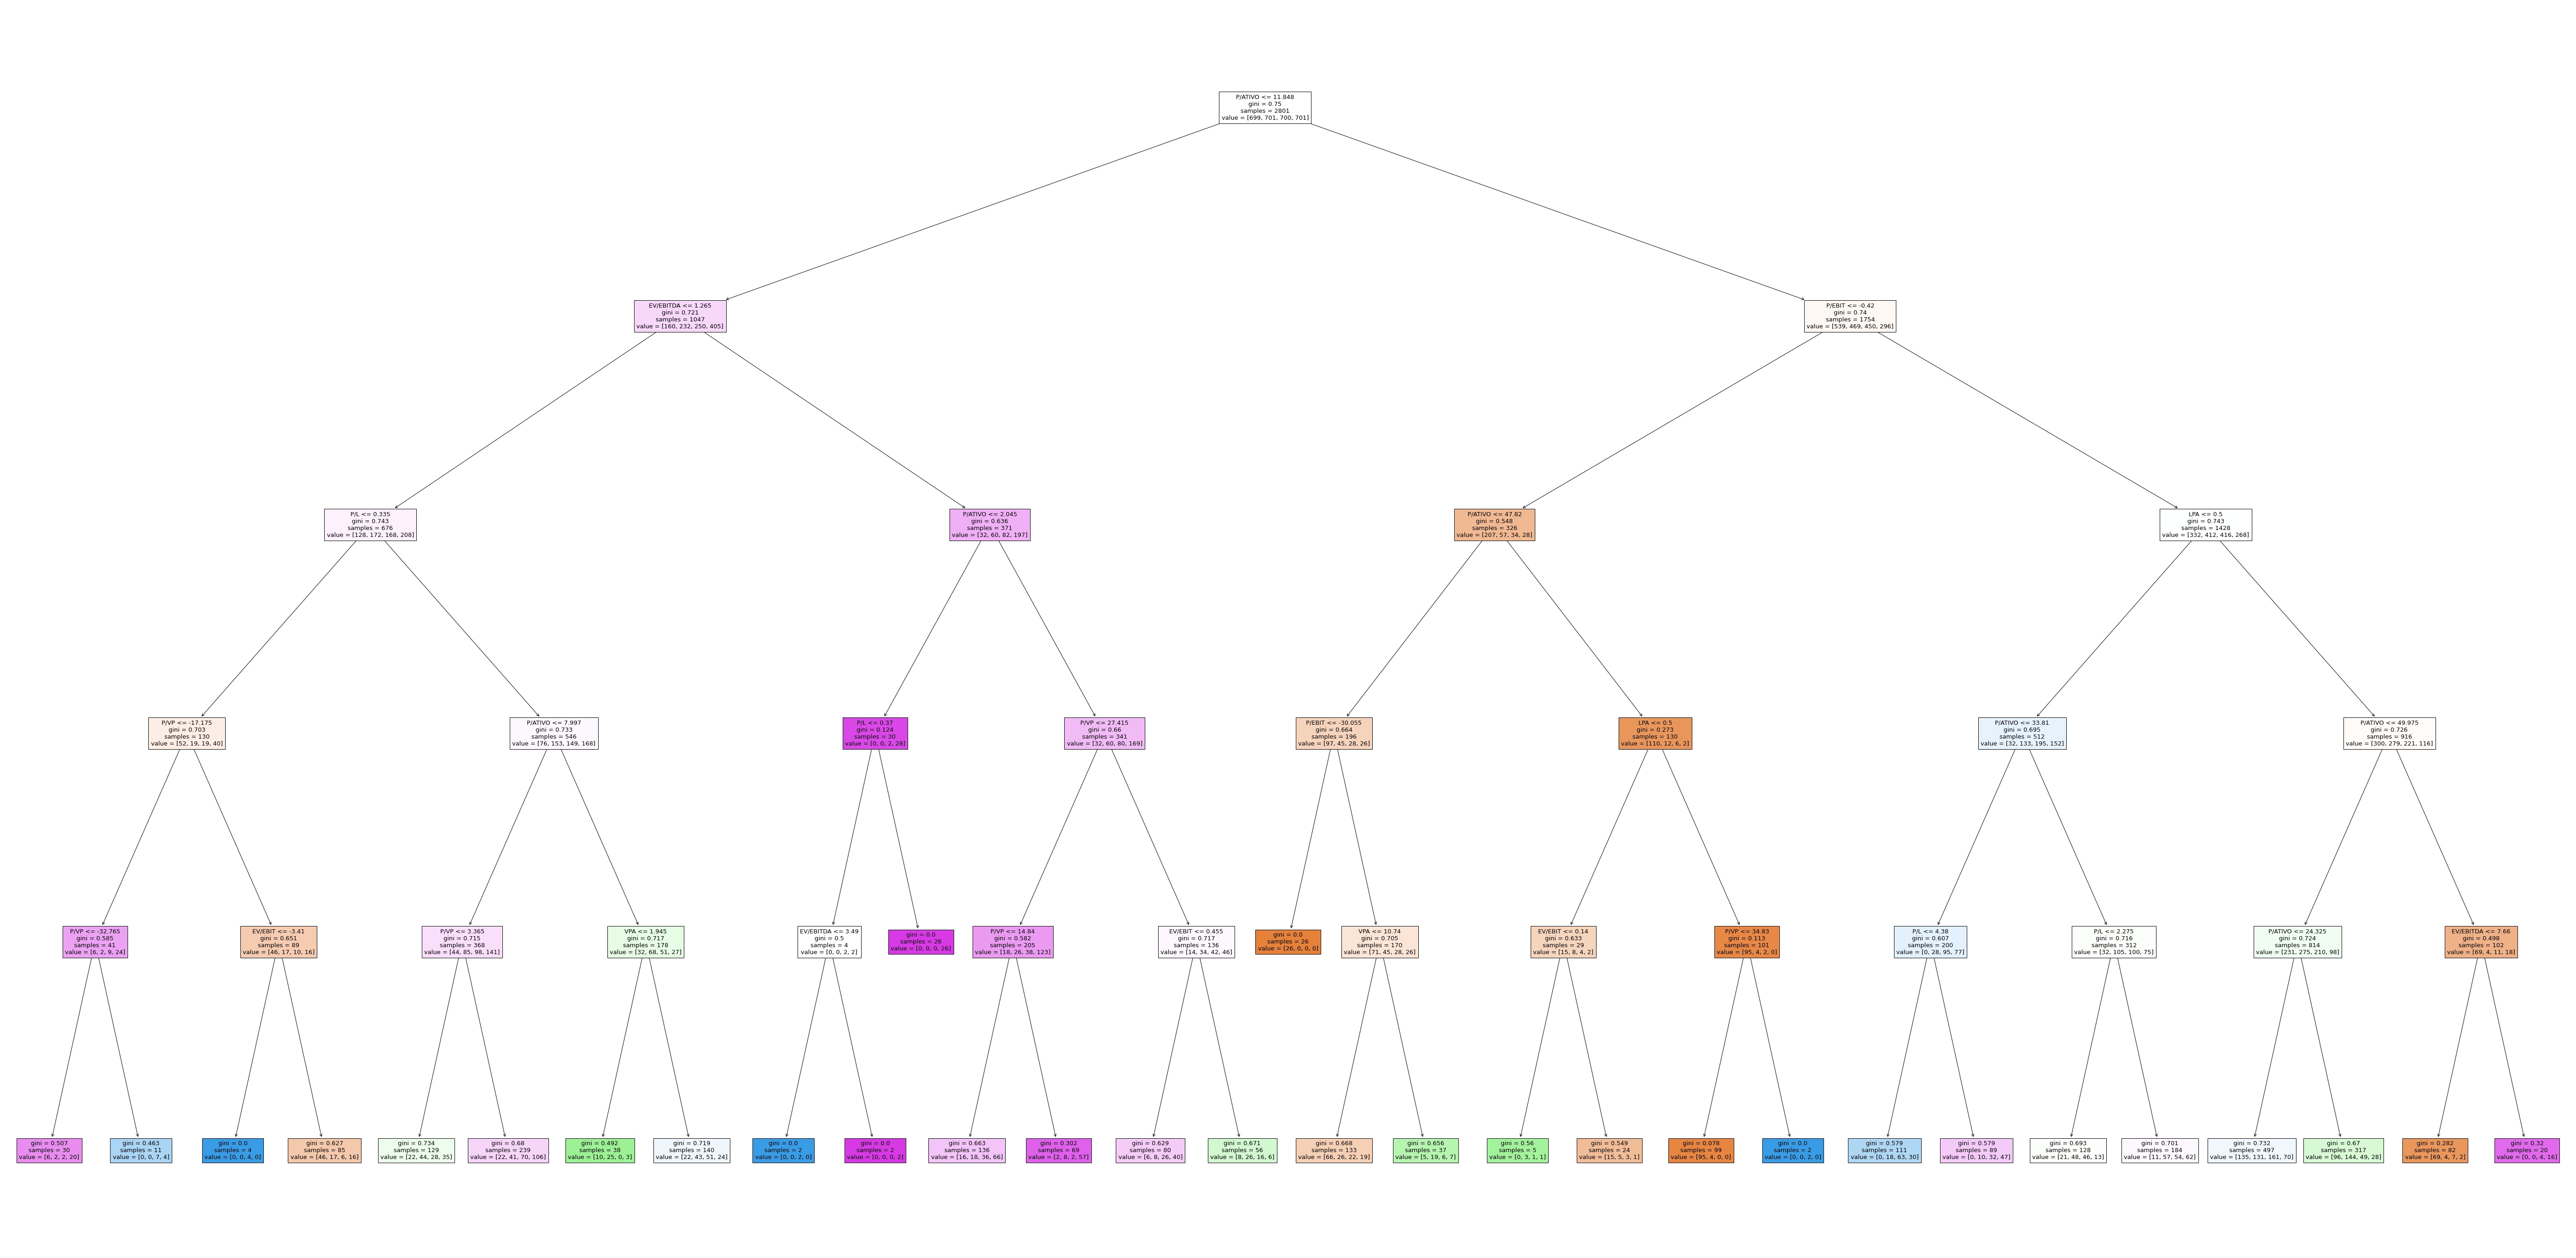 P/ATIVO <= 11.848
gini = 0.75
samples = 2801
value = [699, 701, 700, 701]
EV/EBITDA <= 1.265
gini = 0.721
samples = 1047
value = [160, 232, 250, 405]
P/EBIT <= -0.42
gini = 0.74
samples = 1754
value = [539, 469, 450, 296]
P/L <= 0.335
gini = 0.743
samples = 676
value = [128, 172, 168, 208]
P/ATIVO <= 2.045
gini = 0.636
samples = 371
value = [32, 60, 82, 197]
P/ATIVO <= 47.82
gini = 0.548
samples = 326
value = [207, 57, 34, 28]
LPA <= 0.5
gini = 0.743
samples = 1428
value = [332, 412, 416, 268]
P/VP <= -17.175
gini = 0.703
samples = 130
value = [52, 19, 19, 40]
P/ATIVO <= 7.997
gini = 0.733
samples = 546
value = [76, 153, 149, 168]
P/L <= 0.37
gini = 0.124
samples = 30
value = [0, 0, 2, 28]
P/VP <= 27.415
gini = 0.66
samples = 341
value = [32, 60, 80, 169]
P/EBIT <= -30.055
gini = 0.664
samples = 196
value = [97, 45, 28, 26]
LPA <= 0.5
gini = 0.273
samples = 130
value = [110, 12, 6, 2]
P/ATIVO <= 33.81
gini = 0.695
samples = 512
value = [32, 133, 195, 152]
P/ATIVO <= 49.975
gini = 0.726
samples = 916
value = [300, 279, 221, 116]
P/VP <= -32.765
gini = 0.585
samples = 41
value = [6, 2, 9, 24]
EV/EBIT <= -3.41
gini = 0.651
samples = 89
value = [46, 17, 10, 16]
P/VP <= 3.365
gini = 0.715
samples = 368
value = [44, 85, 98, 141]
VPA <= 1.945
gini = 0.717
samples = 178
value = [32, 68, 51, 27]
EV/EBITDA <= 3.49
gini = 0.5
samples = 4
value = [0, 0, 2, 2]
gini = 0.0
samples = 26
value = [0, 0, 0, 26]
P/VP <= 14.84
gini = 0.582
samples = 205
value = [18, 26, 38, 123]
EV/EBIT <= 0.455
gini = 0.717
samples = 136
value = [14, 34, 42, 46]
gini = 0.0
samples = 26
value = [26, 0, 0, 0]
VPA <= 10.74
gini = 0.705
samples = 170
value = [71, 45, 28, 26]
EV/EBIT <= 0.14
gini = 0.633
samples = 29
value = [15, 8, 4, 2]
P/VP <= 34.83
gini = 0.113
samples = 101
value = [95, 4, 2, 0]
P/L <= 4.38
gini = 0.607
samples = 200
value = [0, 28, 95, 77]
P/L <= 2.275
gini = 0.716
samples = 312
value = [32, 105, 100, 75]
P/ATIVO <= 24.325
gini = 0.724
samples = 814
value = [231, 275, 210, 98]
EV/EBITDA <= 7.66
gini = 0.498
samples = 102
value = [69, 4, 11, 18]
gini = 0.507
samples = 30
value = [6, 2, 2, 20]
gini = 0.463
samples = 11
value = [0, 0, 7, 4]
gini = 0.0
samples = 4
value = [0, 0, 4, 0]
gini = 0.627
samples = 85
value = [46, 17, 6, 16]
gini = 0.734
samples = 129
value = [22, 44, 28, 35]
gini = 0.68
samples = 239
value = [22, 41, 70, 106]
gini = 0.492
samples = 38
value = [10, 25, 0, 3]
gini = 0.719
samples = 140
value = [22, 43, 51, 24]
gini = 0.0
samples = 2
value = [0, 0, 2, 0]
gini = 0.0
samples = 2
value = [0, 0, 0, 2]
gini = 0.663
samples = 136
value = [16, 18, 36, 66]
gini = 0.302
samples = 69
value = [2, 8, 2, 57]
gini = 0.629
samples = 80
value = [6, 8, 26, 40]
gini = 0.671
samples = 56
value = [8, 26, 16, 6]
gini = 0.668
samples = 133
value = [66, 26, 22, 19]
gini = 0.656
samples = 37
value = [5, 19, 6, 7]
gini = 0.56
samples = 5
value = [0, 3, 1, 1]
gini = 0.549
samples = 24
value = [15, 5, 3, 1]
gini = 0.078
samples = 99
value = [95, 4, 0, 0]
gini = 0.0
samples = 2
value = [0, 0, 2, 0]
gini = 0.579
samples = 111
value = [0, 18, 63, 30]
gini = 0.579
samples = 89
value = [0, 10, 32, 47]
gini = 0.693
samples = 128
value = [21, 48, 46, 13]
gini = 0.701
samples = 184
value = [11, 57, 54, 62]
gini = 0.732
samples = 497
value = [135, 131, 161, 70]
gini = 0.67
samples = 317
value = [96, 144, 49, 28]
gini = 0.282
samples = 82
value = [69, 4, 7, 2]
gini = 0.32
samples = 20
value = [0, 0, 4, 16]